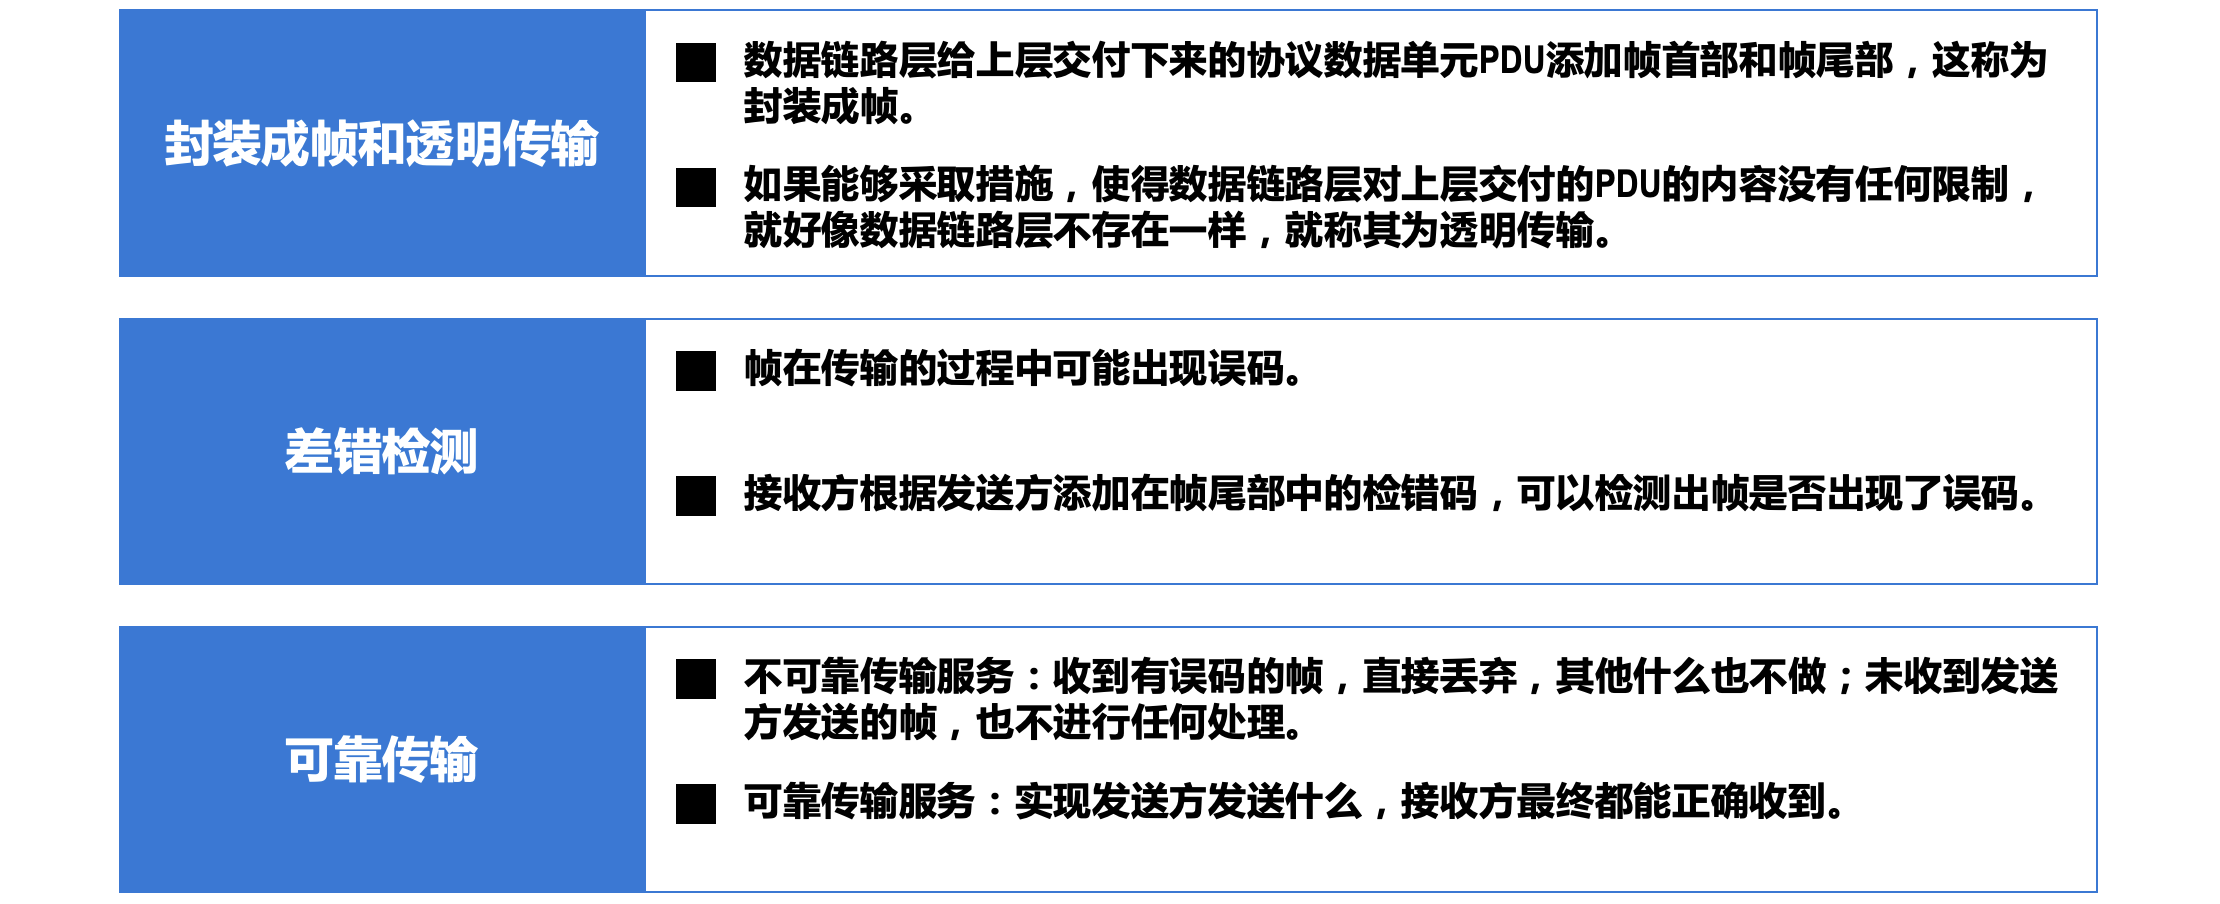 封装成帧和透明传输
■ 数据链路层给上层交付下来的协议数据单元PDU添加帧首部和帧尾部，这称为
封装成帧。
■ 如果能够采取措施，使得数据链路层对上层交付的PDU的内容没有任何限制，
就好像数据链路层不存在一样，就称其为透明传输。
差错检测
■ 帧在传输的过程中可能出现误码。
■ 接收方根据发送方添加在帧尾部中的检错码，可以检测出帧是否出现了误码。
可靠传输
■ 不可靠传输服务：收到有误码的帧，直接丢弃，其他什么也不做；未收到发送
方发送的帧，也不进行任何处理。
■ 可靠传输服务：实现发送方发送什么，接收方最终都能正确收到。